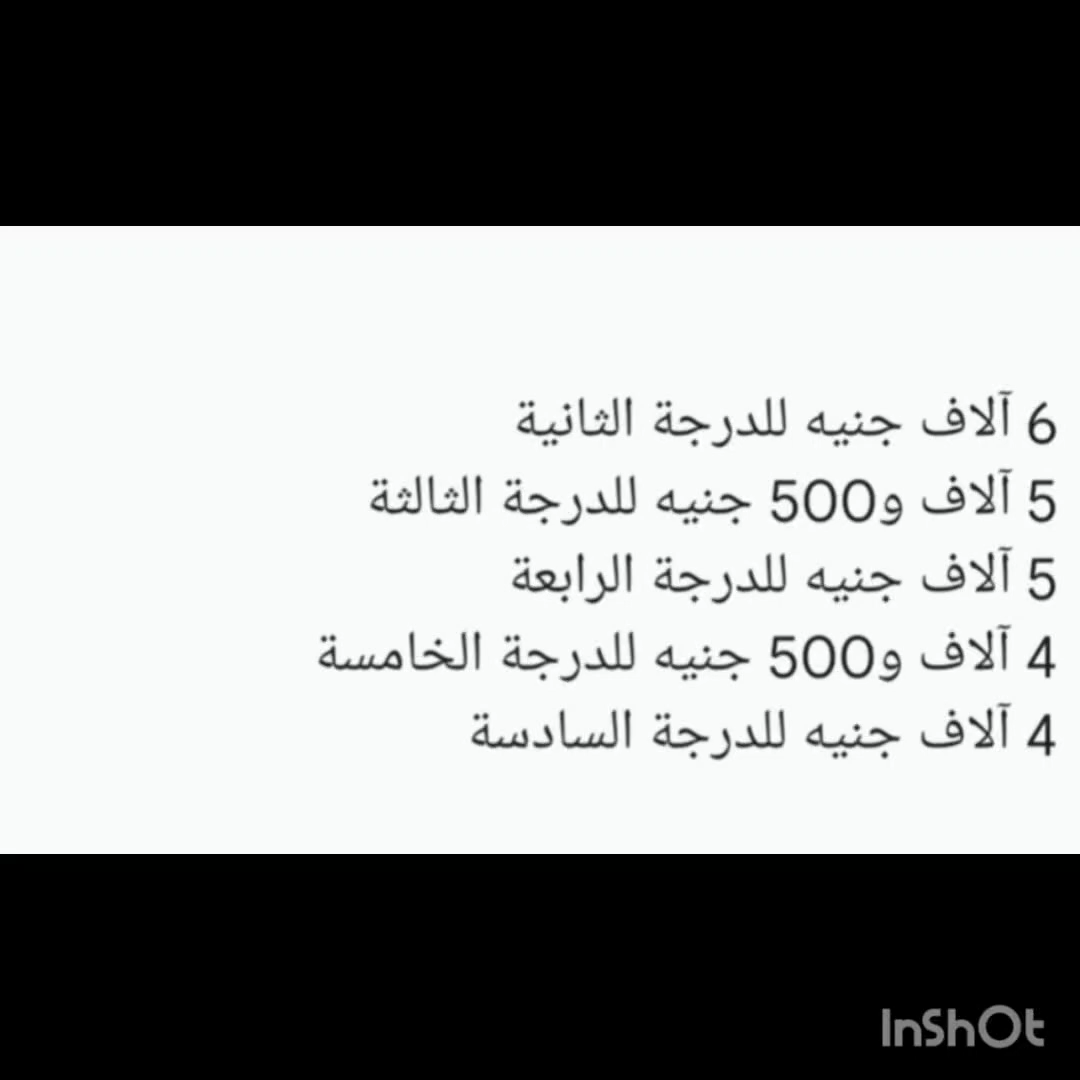 6 آلاف جنيه للدرجة الثانية
5 آلاف و500 جنيه للدرجة الثالثة
5 آلاف جنيه للدرجة الرابعة
4 آلاف و500 جنيه للدرجة الخامسة
4 آلاف جنيه للدرجة السادسة
InShOt